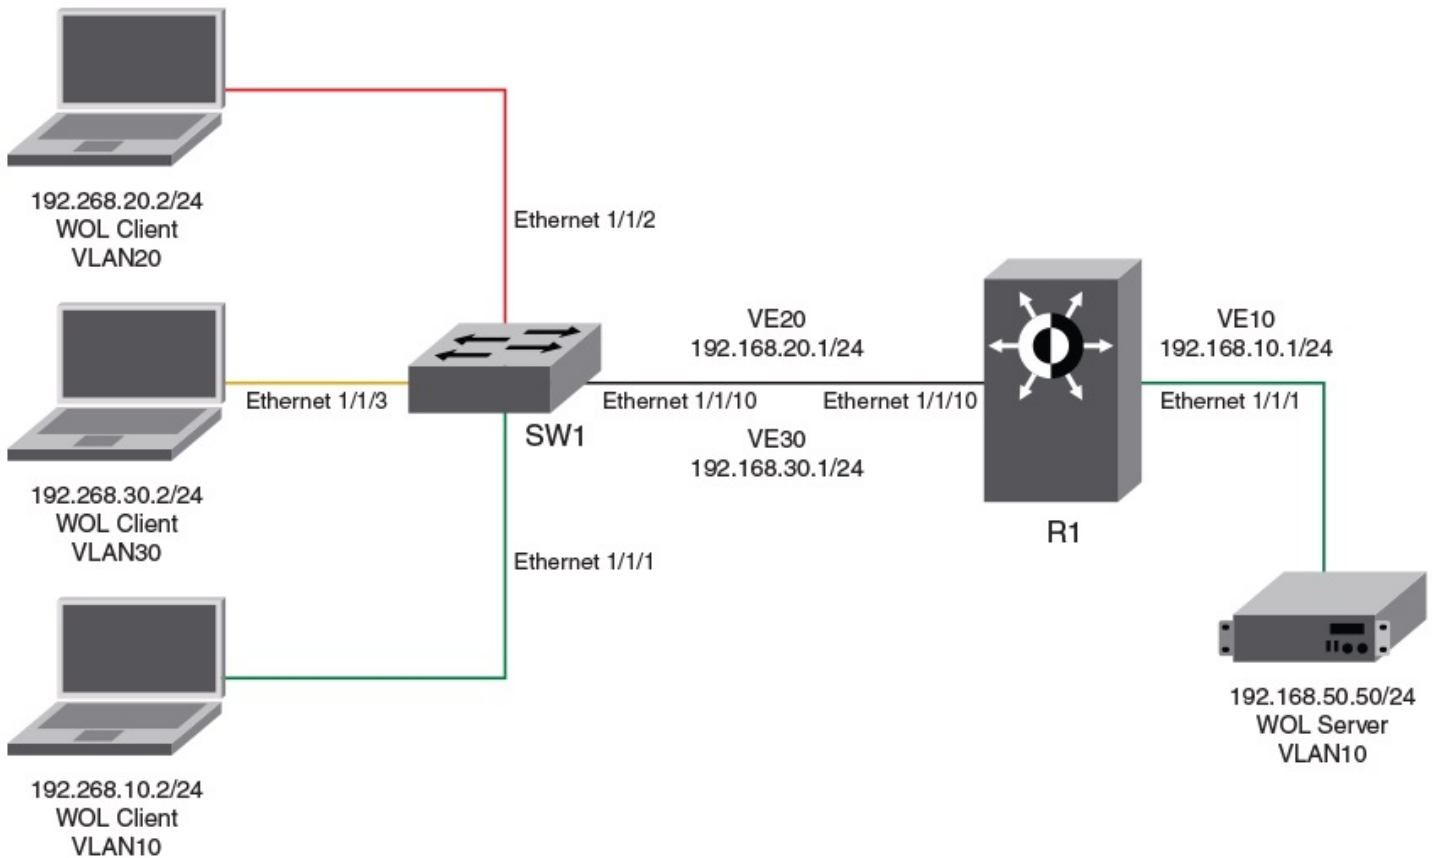 192.268.20.2/24
WOL Client
VLAN20
Ethernet 1/1/2
192.268.30.2/24
WOL Client
VLAN30
Ethernet 1/1/3
SW1
Ethernet 1/1/1
192.268.10.2/24
WOL Client
VLAN10
VE20
192.168.20.1/24
Ethernet 1/1/10
Ethernet 1/1/10
VE30
192.168.30.1/24
R1
VE10
192.168.10.1/24
Ethernet 1/1/1
192.168.50.50/24
WOL Server
VLAN10